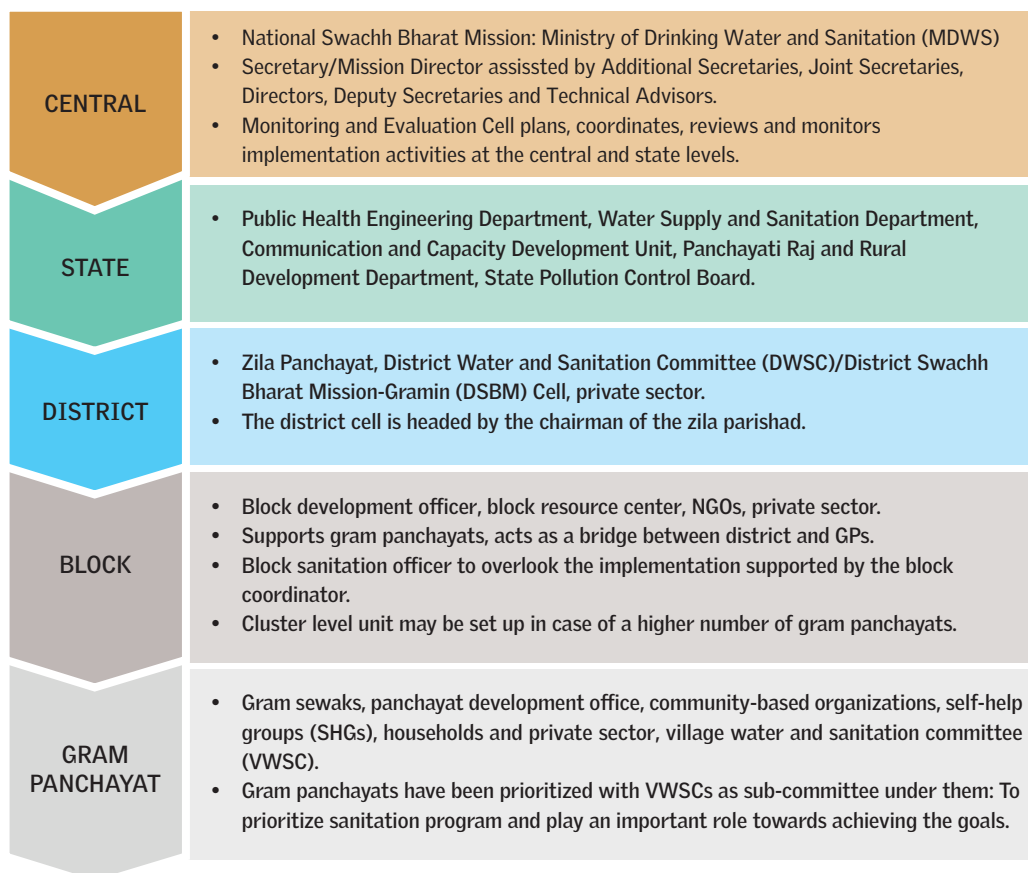 CENTRAL
• National Swachh Bharat Mission: Ministry of Drinking Water and Sanitation (MDWS)
• Secretary/Mission Director assissted by Additional Secretaries, Joint Secretaries,
Directors, Deputy Secretaries and Technical Advisors.
• Monitoring and Evaluation Cell plans, coordinates, reviews and monitors
implementation activities at the central and state levels.
STATE
• Public Health Engineering Department, Water Supply and Sanitation Department,
Communication and Capacity Development Unit, Panchayati Raj and Rural
Development Department, State Pollution Control Board.
DISTRICT
• Zila Panchayat, District Water and Sanitation Committee (DWSC)/District Swachh
Bharat Mission-Gramin (DSBM) Cell, private sector.
• The district cell is headed by the chairman of the zila parishad.
BLOCK
• Block development officer, block resource center, NGOs, private sector.
• Supports gram panchayats, acts as a bridge between district and GPs.
• Block sanitation officer to overlook the implementation supported by the block
coordinator.
• Cluster level unit may be set up in case of a higher number of gram panchayats.
GRAM
PANCHAYAT
• Gram sewaks, panchayat development office, community-based organizations, self-help
groups (SHGs), households and private sector, village water and sanitation committee
(VWSC).
• Gram panchayats have been prioritized with VWSCs as sub-committee under them: To
prioritize sanitation program and play an important role towards achieving the goals.